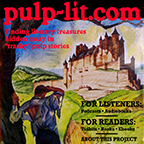 pulp-lit.com
finding literary treasures
hidden away in
"trashy" pulp stories
FOR LISTENERS:
Podcasts • Audiobooks
FOR READERS:
Tidbits • Books • Ebooks
ABOUT THIS PROJECT